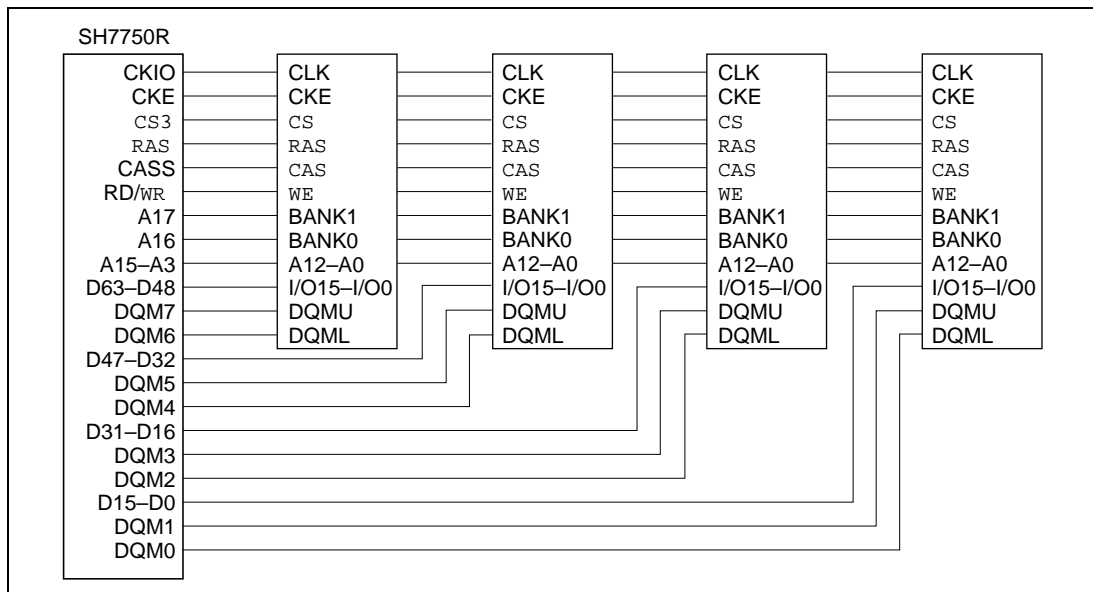 SH7750R
CKIO CLK CLK CLK CLK
CKE CKE CKE CKE CKE
CS3 CS CS CS CS
RAS RAS RAS RAS RAS
CASS CAS CAS CAS CAS
RD/WR WE WE WE WE
A17 BANK1 BANK1 BANK1 BANK1
A16 BANK0 BANK0 BANK0 BANK0
A15–A3 A12–A0 A12–A0 A12–A0 A12–A0
D63–D48 I/O15–I/O0 I/O15–I/O0 I/O15–I/O0 I/O15–I/O0
DQM7 DQMU DQMU DQMU DQMU
DQM6 DQML DQML DQML DQML
D47–D32
DQM5
DQM4
D31–D16
DQM3
DQM2
D15–D0
DQM1
DQM0